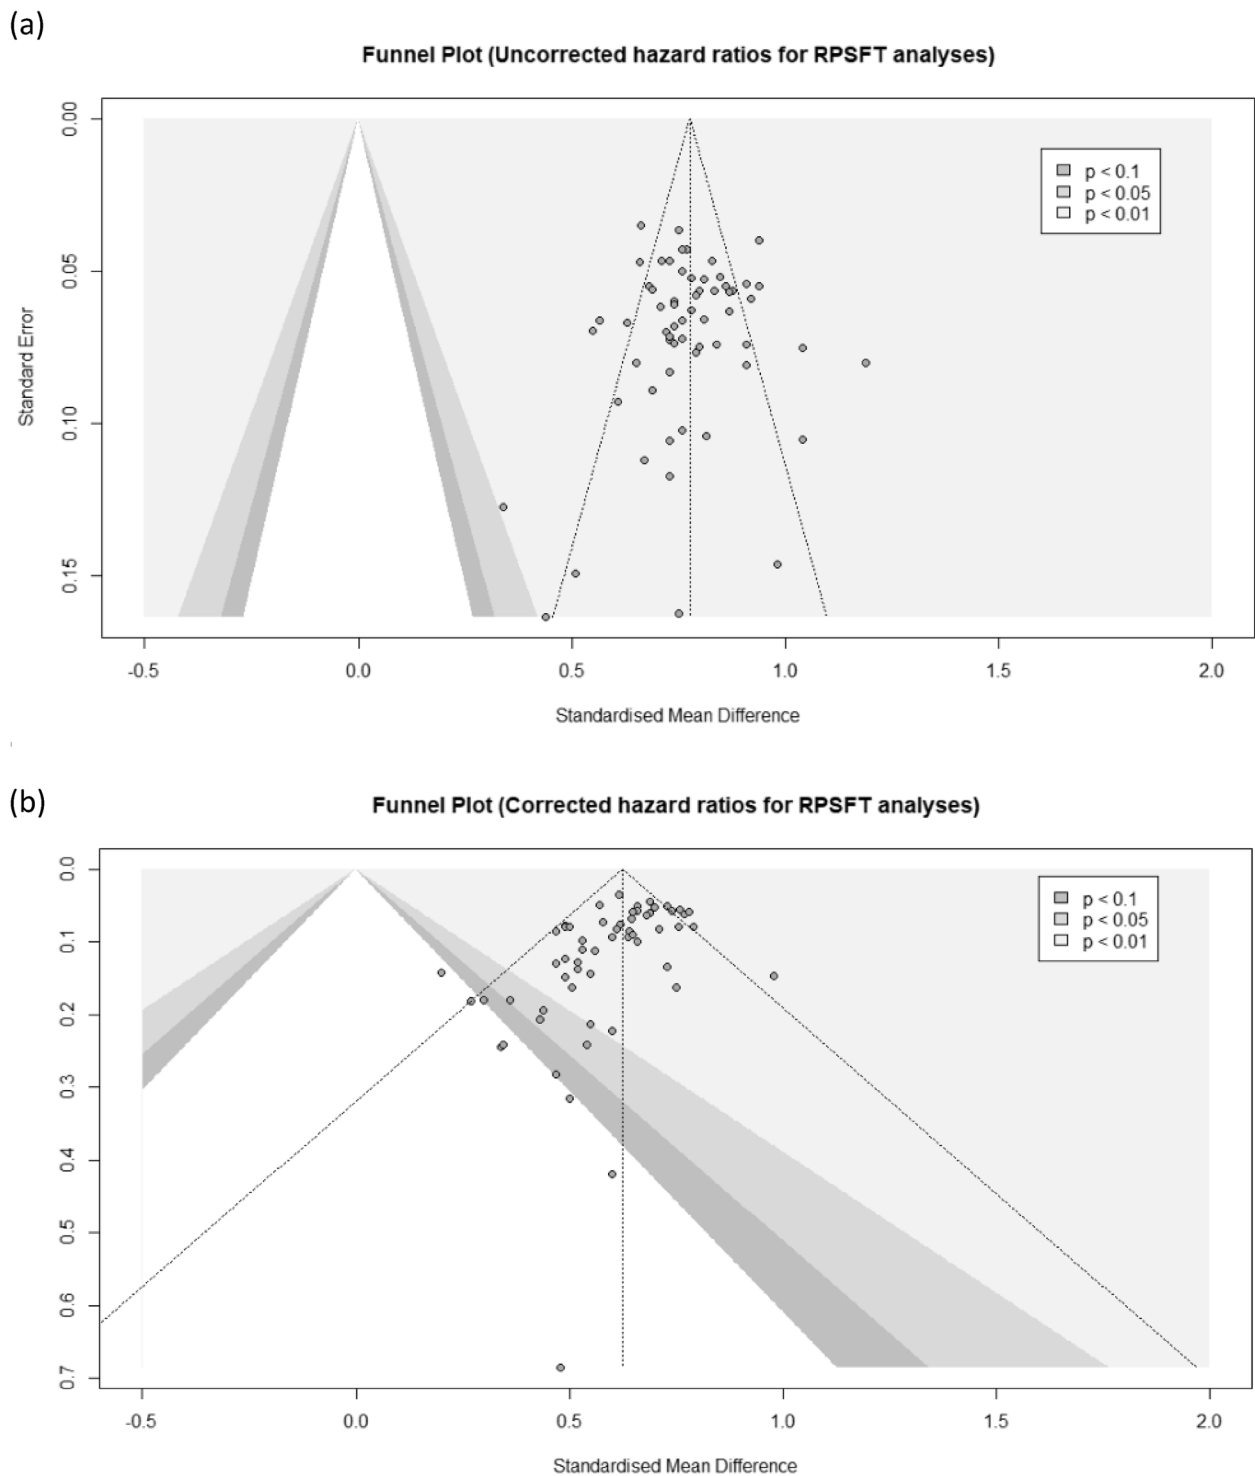 (a)
Funnel Plot (Uncorrected hazard ratios for RPSFT analyses)
0.00
0.05
0.10
0.15
Standard Error
p < 0.1
p < 0.05
p < 0.01
-0.5
0.0
0.5
1.0
1.5
2.0
Standardised Mean Difference
(b)
Funnel Plot (Corrected hazard ratios for RPSFT analyses)
0.0
0.1
0.2
0.3
0.4
0.5
0.6
0.7
p < 0.1
p < 0.05
p < 0.01
-0.5
0.0
0.5
1.0
1.5
2.0
Standardised Mean Difference